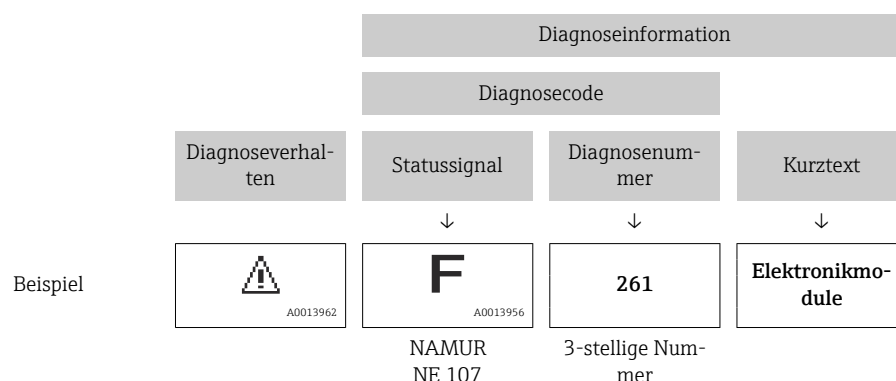 Diagnoseinformation
Diagnosecode
Diagnoseverhal-
ten
Statussignal
Diagnosenum-
mer
Kurztext
↓ ↓ ↓
Beispiel
A0013962
F
A0013956
261
Elektronikmo-
dule
NAMUR
NE 107
3-stellige Num-
mer